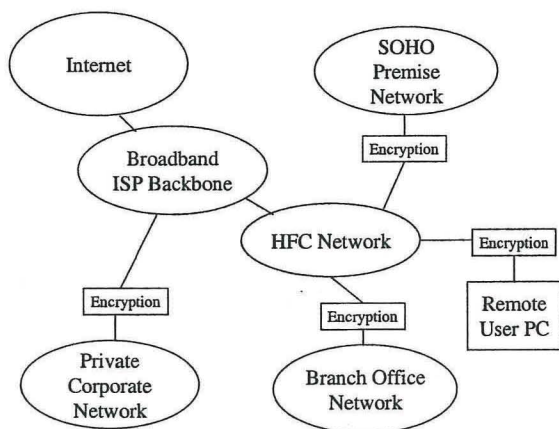 Internet
SOHO
Premise
Network
Encryption
Broadband
ISP Backbone
HFC Network
Encryption
Remote
User PC
Encryption
Encryption
Private
Corporate
Network
Branch Office
Network